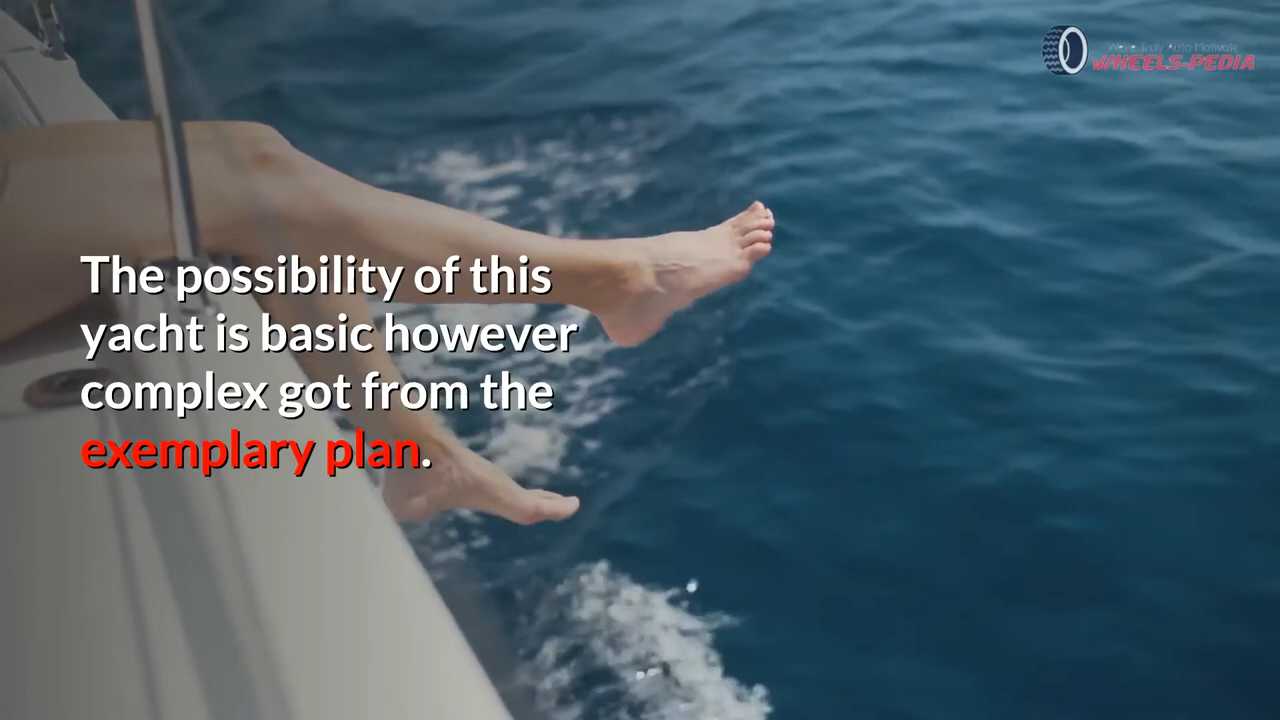 WHEELS-PEDIA
The possibility of this
yacht is basic however
complex got from the
exemplary plan.